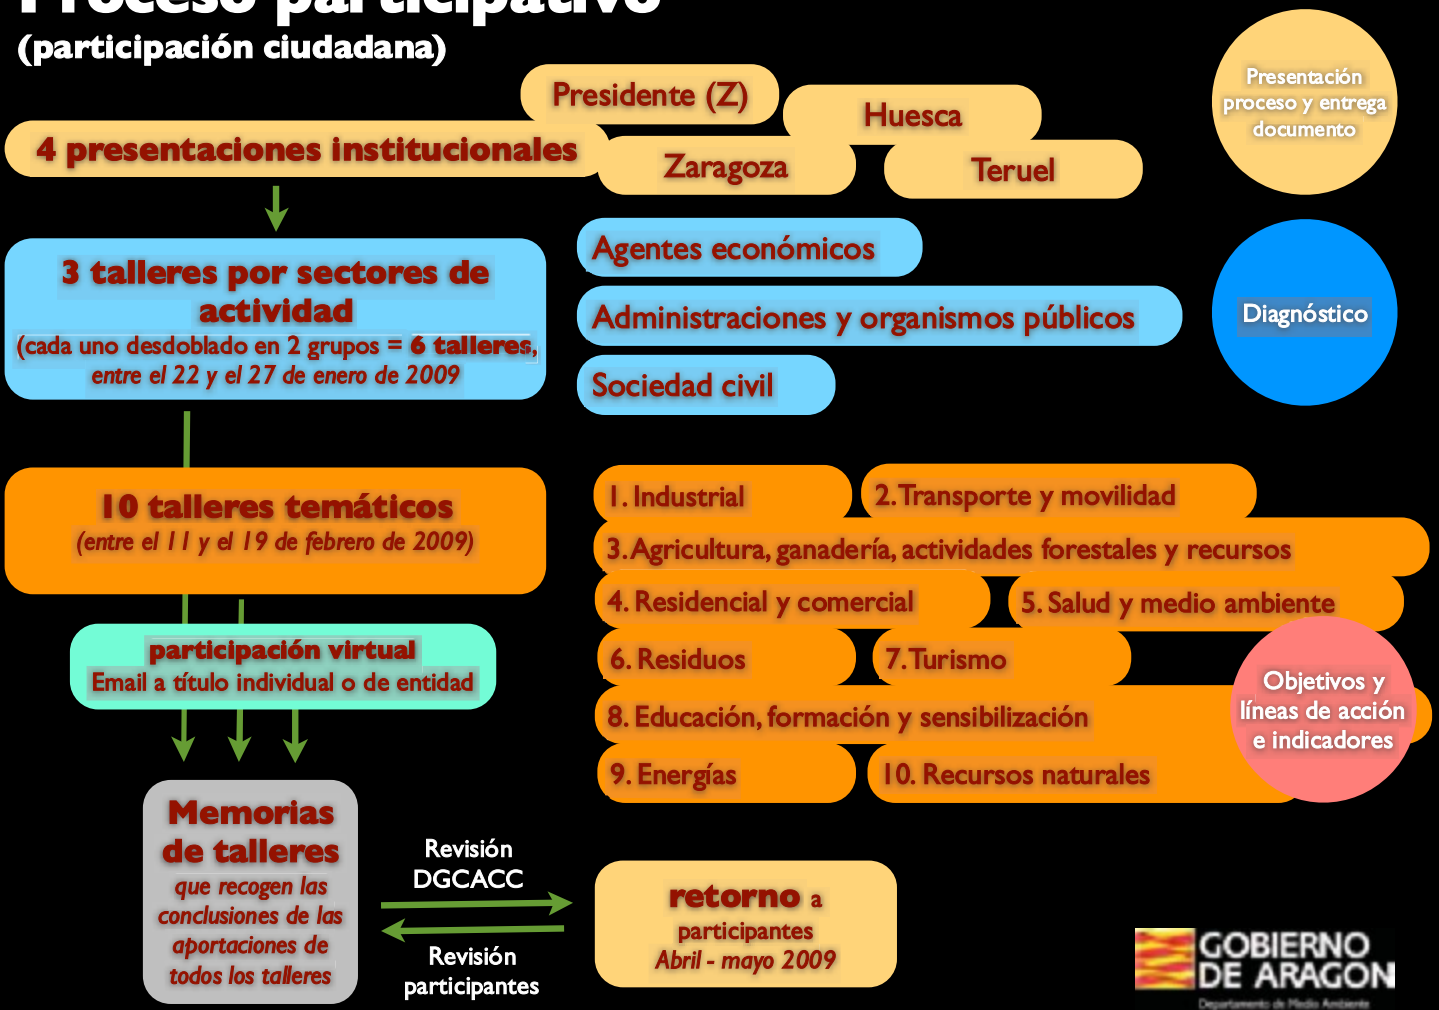 Proceso participativo
(participación ciudadana)
Presidente (Z)
Huesca
4 presentaciones institucionales
Zaragoza
Teruel
Presentación
proceso y entrega
documento
3 talleres por sectores de
actividad
(cada uno desdoblado en 2 grupos = 6 talleres,
entre el 22 y el 27 de enero de 2009
Agentes económicos
Administraciones y organismos públicos
Sociedad civil
Diagnóstico
10 talleres temáticos
(entre el 11 y el 19 de febrero de 2009)
1. Industrial
2. Transporte y movilidad
3. Agricultura, ganadería, actividades forestales y recursos
4. Residencial y comercial
5. Salud y medio ambiente
6. Residuos
7. Turismo
8. Educación, formación y sensibilización
9. Energías
10. Recursos naturales
Objetivos y
líneas de acción
e indicadores
participación virtual
Email a título individual o de entidad
Memorias
de talleres
que recogen las
conclusiones de las
aportaciones de
todos los talleres
Revisión
DGCACC
Revisión
participantes
retorno a
participantes
Abril - mayo 2009
GOBIERNO
DE ARAGON
Departamento de Medio Ambiente